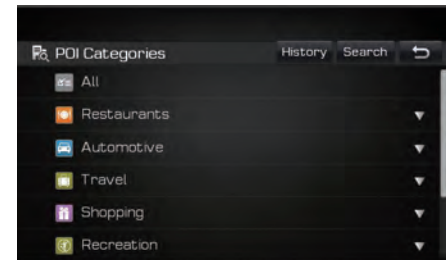 POI Categories History Search
All
Restaurants
Automotive
Travel
Shopping
Recreation